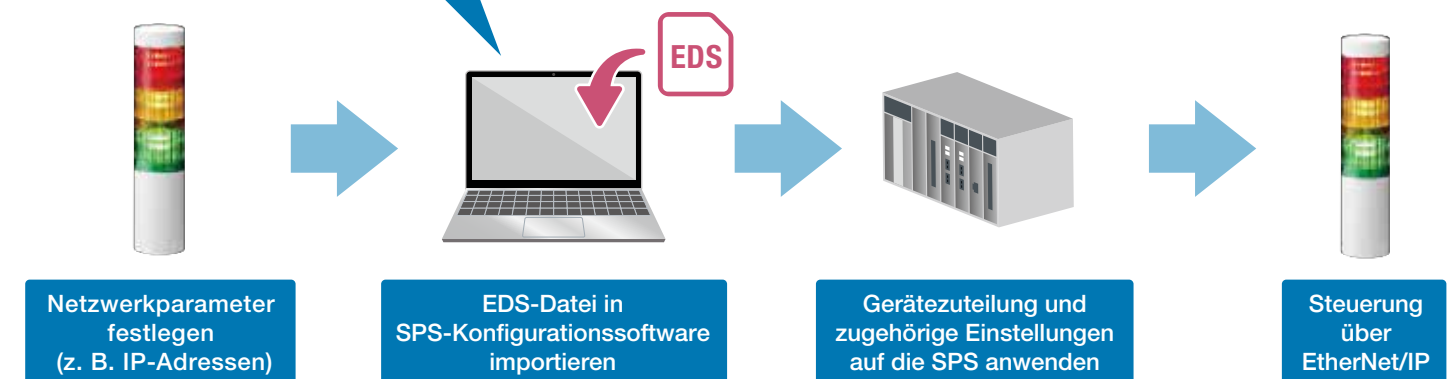 EDS
Netzwerkparameter
festlegen
(z. B. IP-Adressen)
EDS-Datei in
SPS-Konfigurationssoftware
importieren
Gerätezuteilung und
zugehörige Einstellungen
auf die SPS anwenden
Steuerung
über
EtherNet/IP